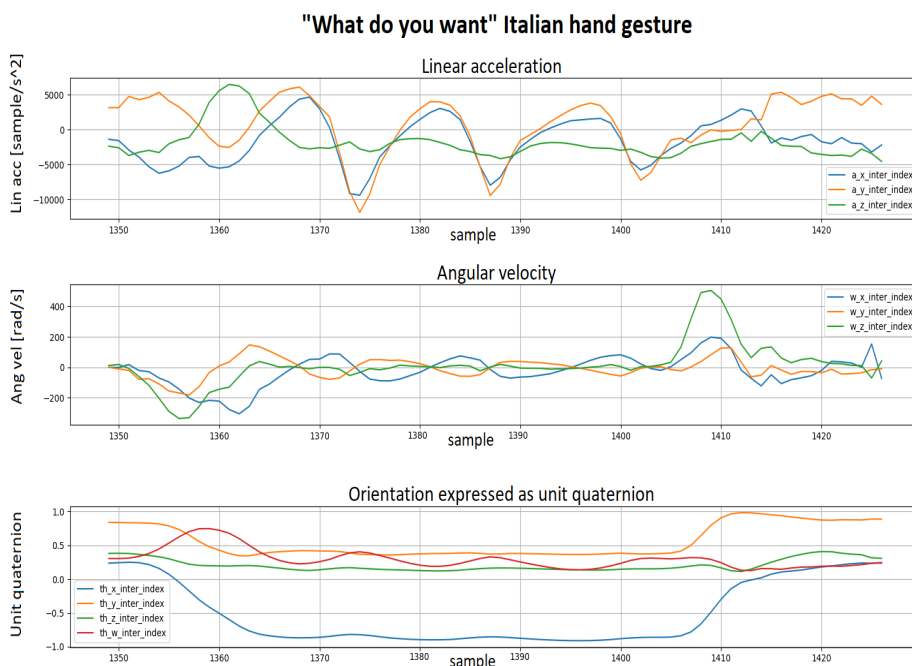 "What do you want" Italian hand gesture
Linear acceleration
Lin acc [sample/s^2]
5000
0
−5000
−10000
a_x_inter_index
a_y_inter_index
a_z_inter_index
1350 1360 1370 1380 1390 1400 1410 1420
sample
Angular velocity
Ang vel [rad/s]
400
200
0
−200
w_x_inter_index
w_y_inter_index
w_z_inter_index
1350 1360 1370 1380 1390 1400 1410 1420
sample
Orientation expressed as unit quaternion
Unit quaternion
1.0
0.5
0.0
−0.5
−1.0
th_x_inter_index
th_y_inter_index
th_z_inter_index
th_w_inter_index
1350 1360 1370 1380 1390 1400 1410 1420
sample